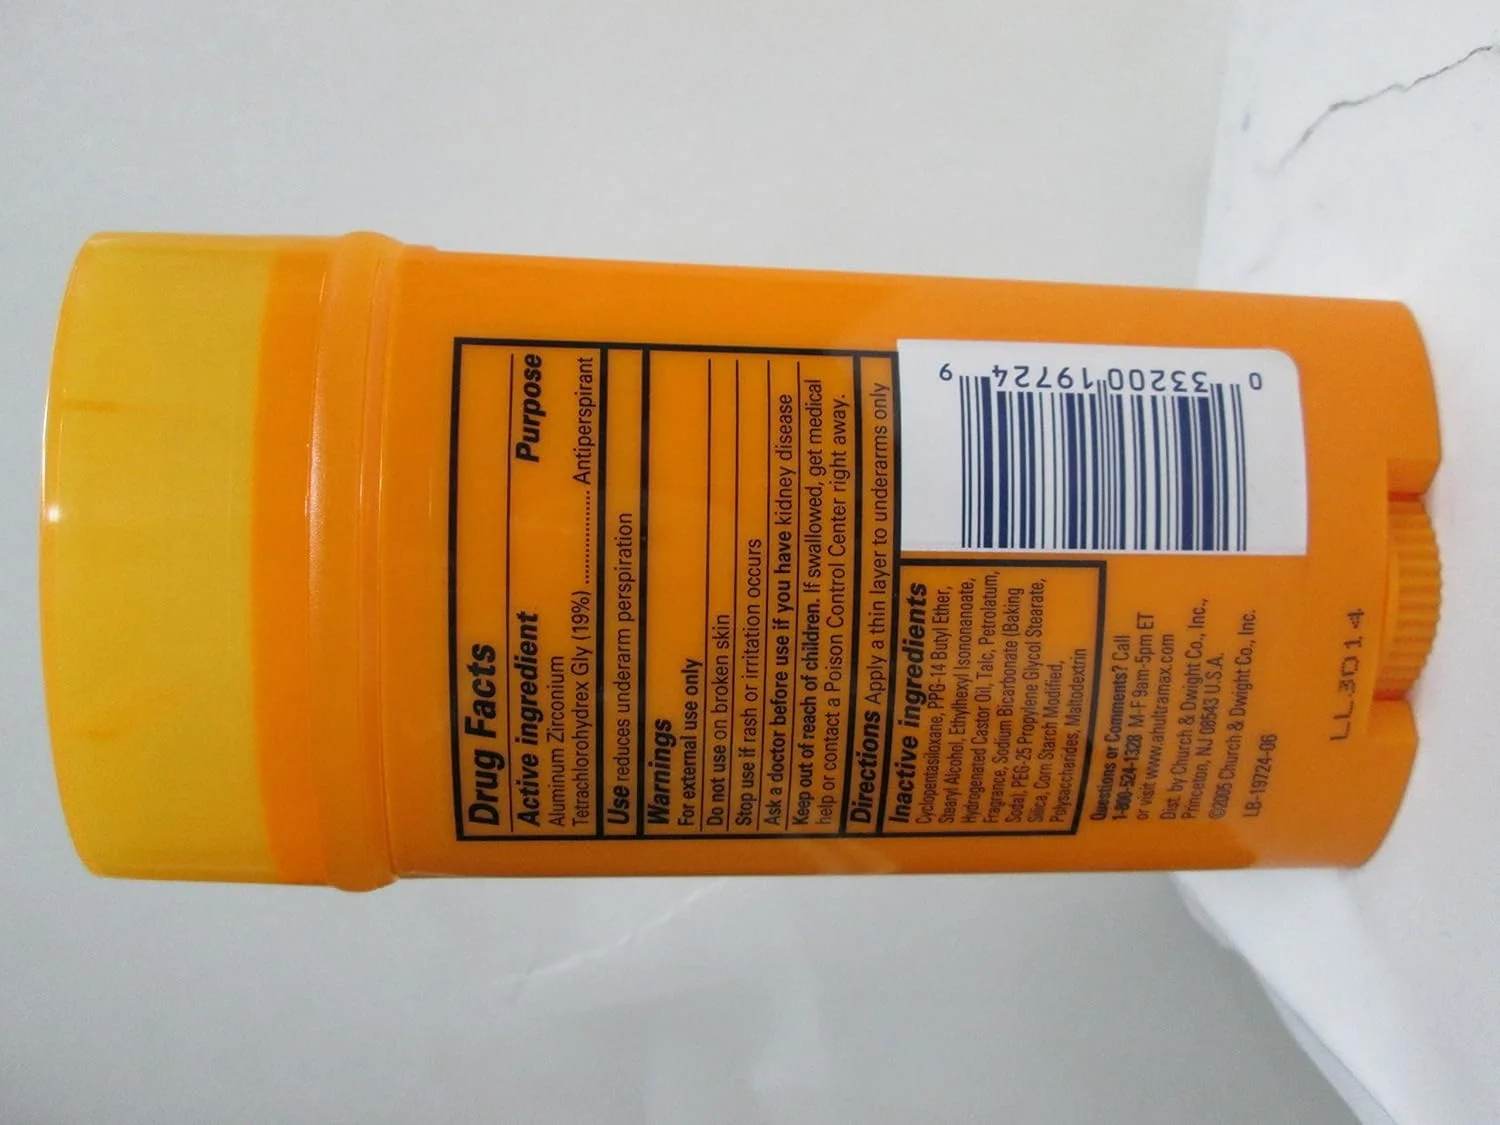 Drug Facts
Active ingredient Purpose
Aluminum Zirconium
Tetrachlorohydrex Gly (19%) .................. Antiperspirant
Use reduces underarm perspiration
Warnings
For external use only
Do not use on broken skin
Stop use if rash or irritation occurs
Ask a doctor before use if you have kidney disease
Keep out of reach of children. If swallowed, get medical
help or contact a Poison Control Center right away.
Directions Apply a thin layer to underarms only
Inactive ingredients
Cyclopentasiloxane, PPG-14 Butyl Ether,
Stearyl Alcohol, Ethylhexyl Isononanoate,
Hydrogenated Castor Oil, Talc, Petrolatum,
Fragrance, Sodium Bicarbonate (Baking
Soda), PEG-25 Propylene Glycol Stearate,
Silica, Corn Starch Modified,
Polysaccharides, Maltodextrin
0 33200 19724 9
Questions or Comments? Call
1-800-524-1328 M-F 9am-5pm ET
or visit www.ahultramax.com
Dist. by Church & Dwight Co., Inc.,
Princeton, NJ 08543 U.S.A.
©2005 Church & Dwight Co., Inc.
LB-19724-06
LL3014